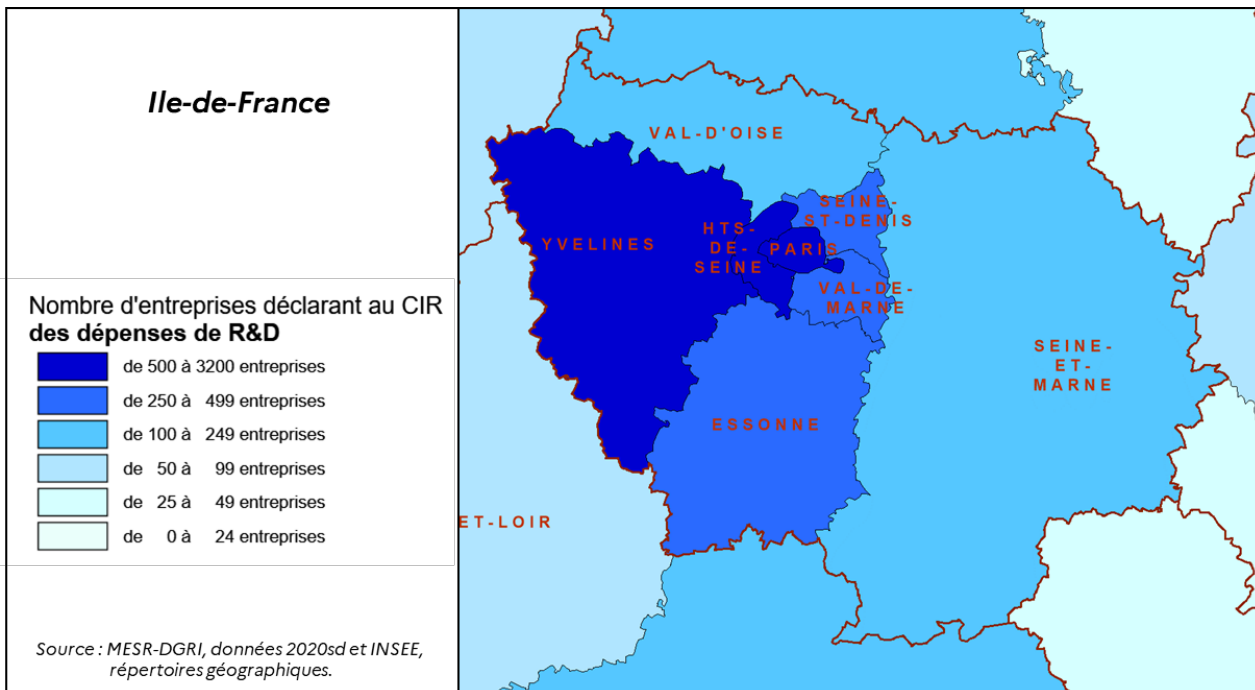 Ile-de-France
Nombre d'entreprises déclarant au CIR
des dépenses de R&D
de 500 à 3200 entreprises
de 250 à 499 entreprises
de 100 à 249 entreprises
de 50 à 99 entreprises
de 25 à 49 entreprises
de 0 à 24 entreprises
Source : MESR-DGRI, données 2020sd et INSEE,
répertoires géographiques.
VAL-D'OISE
SEINE-
ST-DENIS
YVELINES
HTS-
DE-
SEINE
PARIS
VAL-DE-
MARNE
SEINE-
ET-
MARNE
ESSONNE
ET-LOIR